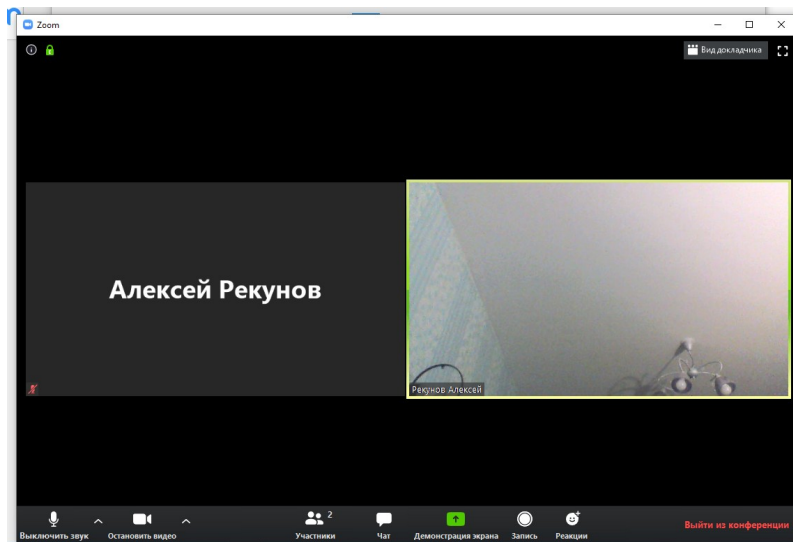 Zoom
Вид докладчика
Алексей Рекунов
Рекунов Алексей
2
Выключить звук
Остановить видео
Участники
Чат
Демонстрация экрана
Запись
Реакции
Выйти из конференции